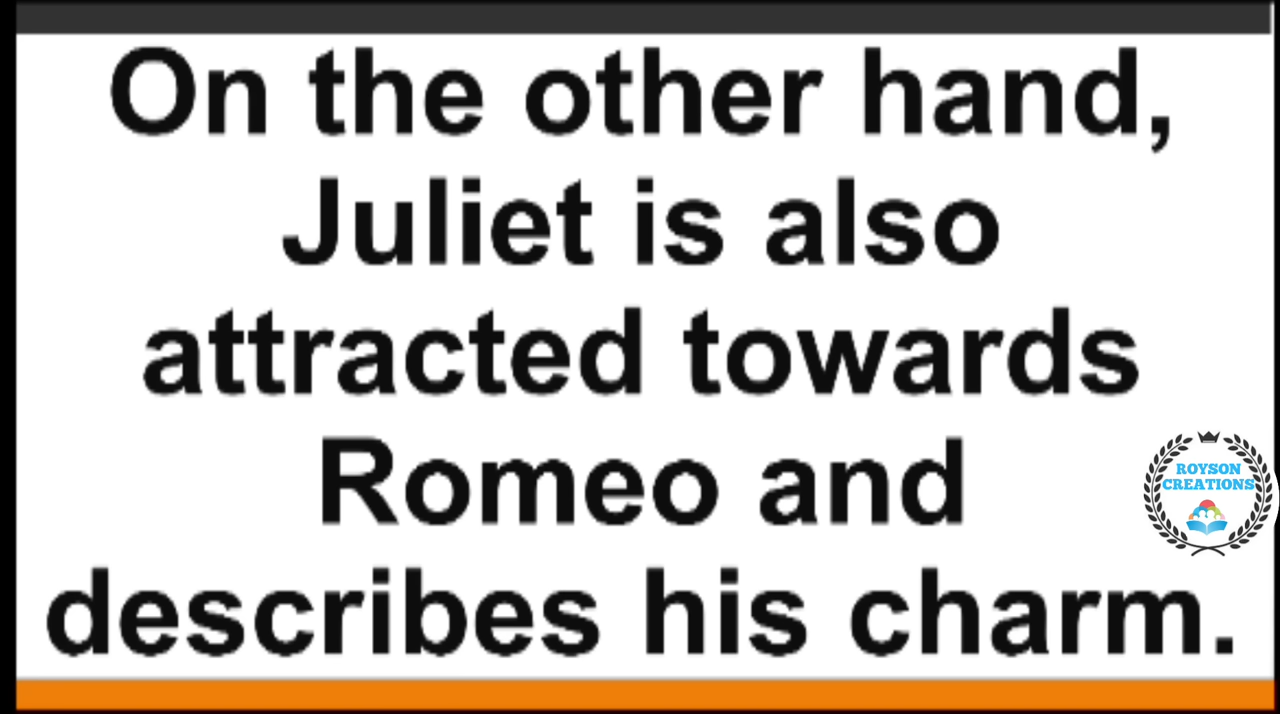 On the other hand,
Juliet is also
attracted towards
Romeo and
describes his charm.
ROYSON
CREATIONS